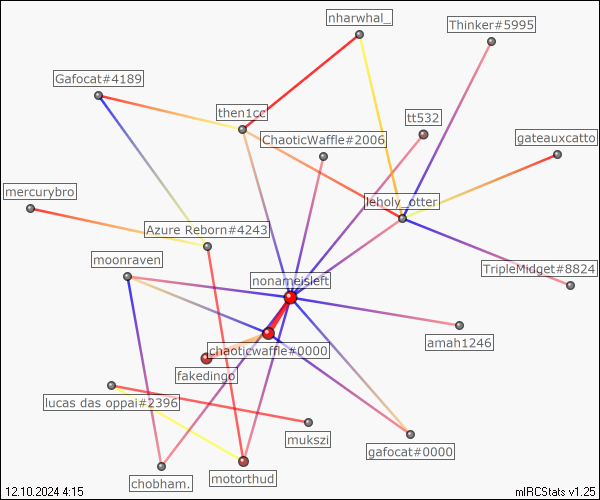 nharwhal_
Thinker#5995
Gafocat#4189
then1cc
tt532
ChaoticWaffle#2006
gateauxcatto
mercurybro
leholy_otter
Azure Reborn#4243
moonraven
nonameisleft
TripleMidget#8824
amah1246
chaoticwaffle#0000
fakedingo
lucas das oppai#2396
mukszi
gafocat#0000
chobham.
motorthud
12.10.2024 4:15
mIRCStats v1.25